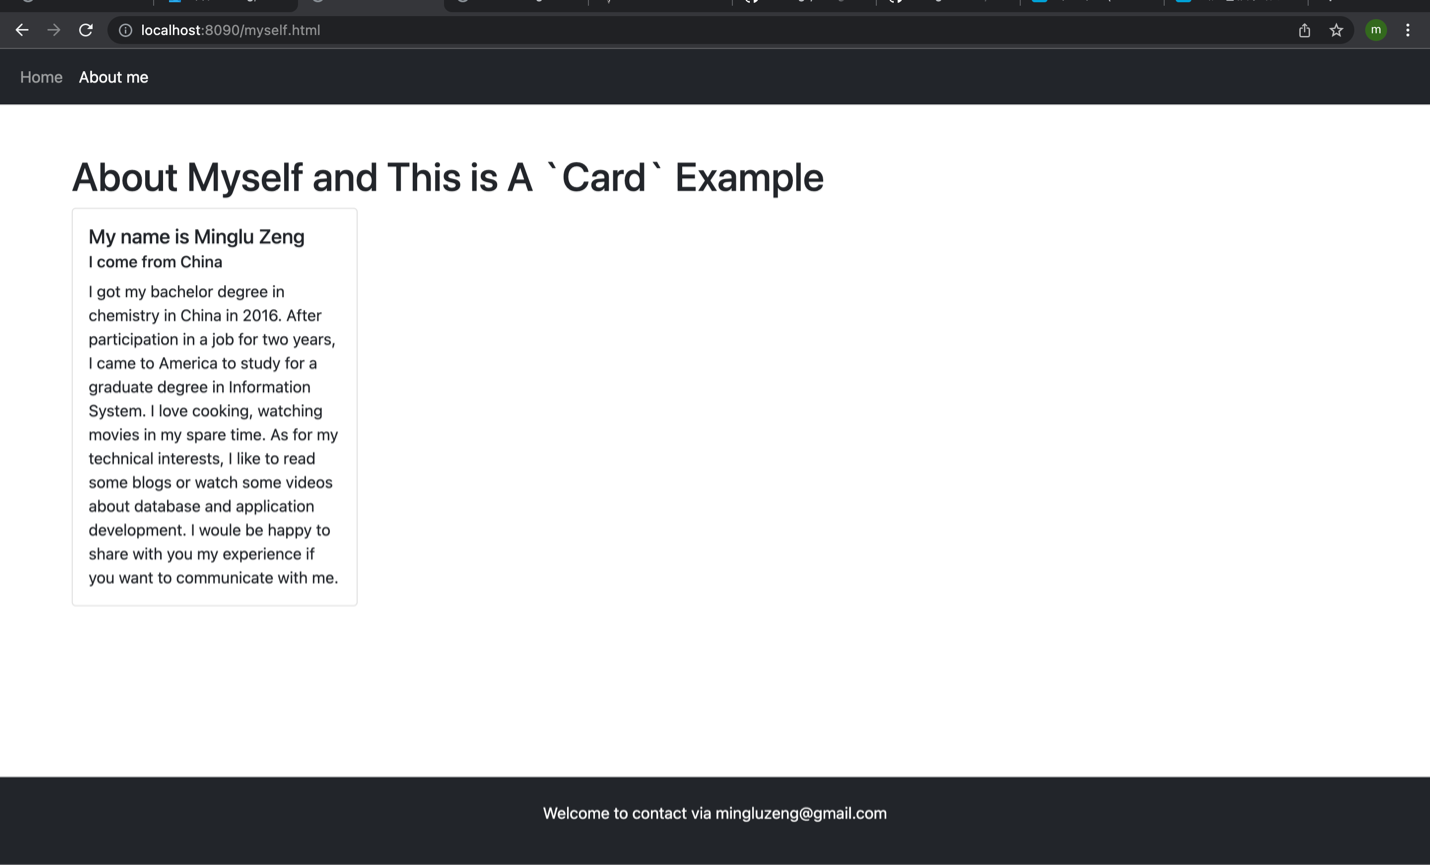 localhost:8090/myself.html
m
Home About me
About Myself and This is A `Card` Example
My name is Minglu Zeng
I come from China
I got my bachelor degree in
chemistry in China in 2016. After
participation in a job for two years,
I came to America to study for a
graduate degree in Information
System. I love cooking, watching
movies in my spare time. As for my
technical interests, I like to read
some blogs or watch some videos
about database and application
development. I woule be happy to
share with you my experience if
you want to communicate with me.
Welcome to contact via mingluzeng@gmail.com